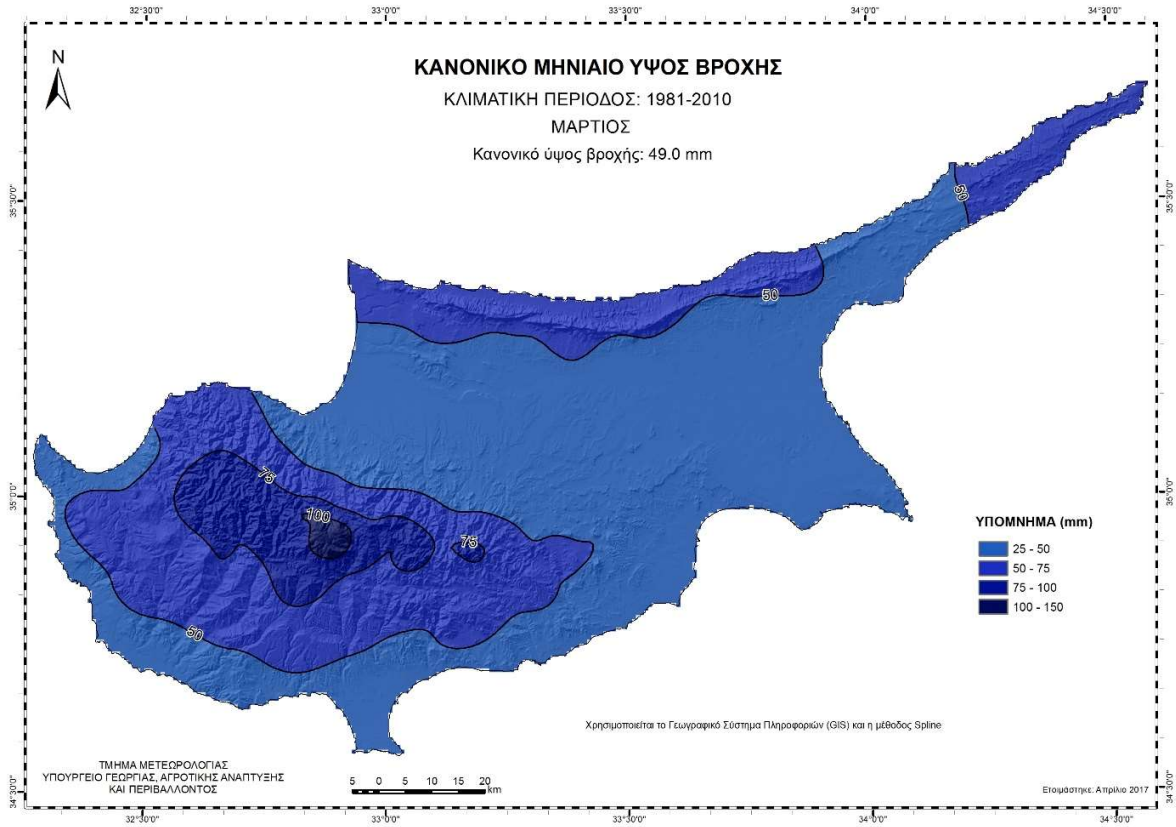 32°30'0" 33°0'0" 33°30'0" 34°0'0" 34°30'0"
N
ΚΑΝΟΝΙΚΟ ΜΗΝΙΑΙΟ ΥΨΟΣ ΒΡΟΧΗΣ
ΚΛΙΜΑΤΙΚΗ ΠΕΡΙΟΔΟΣ: 1981-2010
ΜΑΡΤΙΟΣ
Κανονικό ύψος βροχής: 49.0 mm
35°30'0" 35°30'0"
50
50
75
35°0'0" 35°0'0"
100
75
50
ΥΠΟΜΝΗΜΑ (mm)
25 - 50
50 - 75
75 - 100
100 - 150
Χρησιμοποιείται το Γεωγραφικό Σύστημα Πληροφοριών (GIS) και η μέθοδος Spline
ΤΜΗΜΑ ΜΕΤΕΩΡΟΛΟΓΙΑΣ
ΥΠΟΥΡΓΕΙΟ ΓΕΩΡΓΙΑΣ, ΑΓΡΟΤΙΚΗΣ ΑΝΑΠΤΥΞΗΣ
ΚΑΙ ΠΕΡΙΒΑΛΛΟΝΤΟΣ
5 0 5 10 15 20
km
Ετοιμάστηκε: Απρίλιο 2017
34°30'0" 34°30'0"
32°30'0" 33°0'0" 33°30'0" 34°0'0" 34°30'0"